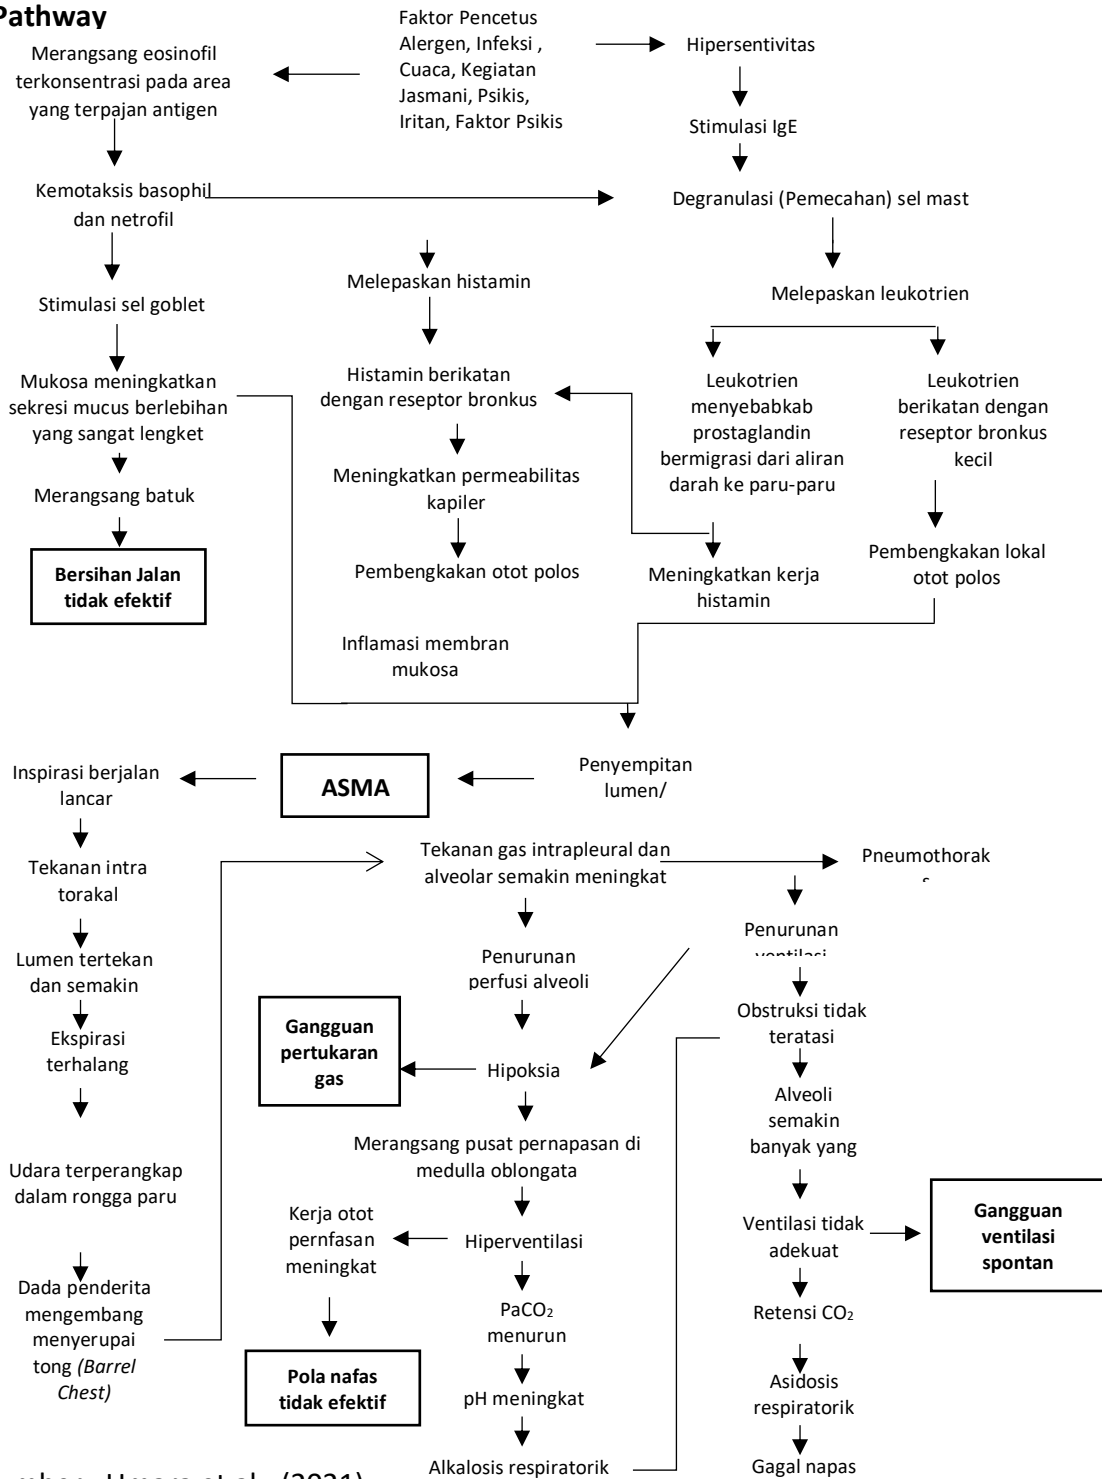 Pathway
Faktor Pencetus
Alergen, Infeksi ,
Cuaca, Kegiatan
Jasmani, Psikis,
Iritan, Faktor Psikis
Merangsang eosinofil
terkonsentrasi pada area
yang terpajan antigen
Hipersentivitas
Stimulasi IgE
Kemotaksis basophil
dan netrofil
Degranulasi (Pemecahan) sel mast
Melepaskan histamin
Melepaskan leukotrien
Stimulasi sel goblet
Mukosa meningkatkan
sekresi mucus berlebihan
yang sangat lengket
Histamin berikatan
dengan reseptor bronkus
Leukotrien
menyebabkab
prostaglandin
bermigrasi dari aliran
darah ke paru-paru
Leukotrien
berikatan dengan
reseptor bronkus
kecil
Merangsang batuk
Meningkatkan permeabilitas
kapiler
Bersihan Jalan
tidak efektif
Pembengkakan otot polos
Meningkatkan kerja
histamin
Pembengkakan lokal
otot polos
Inflamasi membran
mukosa
Penyempitan
lumen/
ASMA
Inspirasi berjalan
lancar
Tekanan intra
torakal
Tekanan gas intrapleural dan
alveolar semakin meningkat
Pneumothorak
Lumen tertekan
dan semakin
Penurunan
perfusi alveoli
Penurunan
ventilasi
Ekspirasi
terhalang
Gangguan
pertukaran
gas
Hipoksia
Obstruksi tidak
teratasi
Alveoli
semakin
banyak yang
Merangsang pusat pernapasan di
medulla oblongata
Udara terperangkap
dalam rongga paru
Kerja otot
pernfasan
meningkat
Hiperventilasi
Ventilasi tidak
adekuat
Gangguan
ventilasi
spontan
Dada penderita
mengembang
menyerupai
tong (Barrel
Chest)
PaCO₂
menurun
Retensi CO₂
Pola nafas
tidak efektif
pH meningkat
Asidosis
respiratorik
Alkalosis respiratorik
Gagal napas